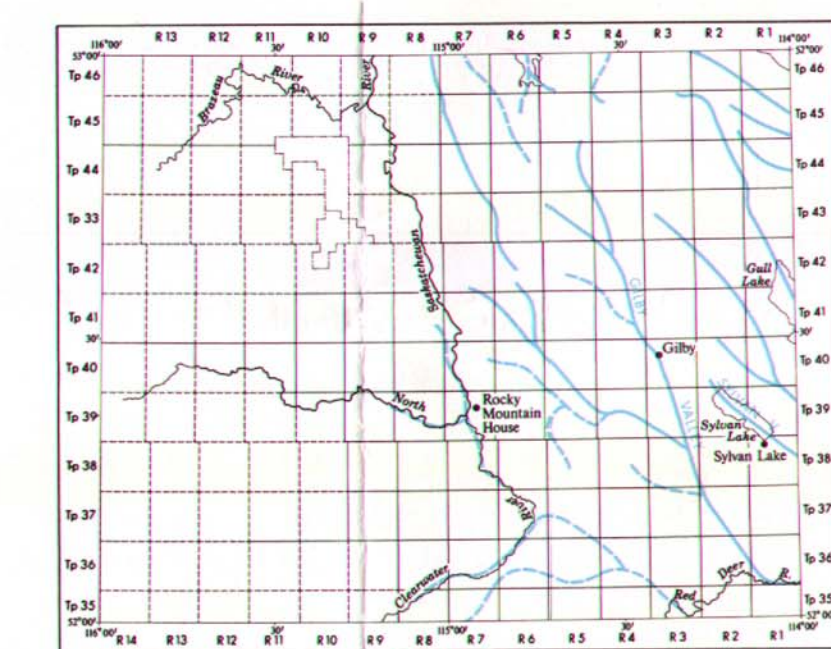 116°00' R 13 R 12 R 11 R 10 R 9 R 8 115°00' R 7 R 6 R 5 R 4 R 3 R 2 R 1 114°00'
30' 30'
53°00' 52°00'
Tp 46 Tp 46
Brazeau River River
Tp 45 Tp 45
Tp 44 Tp 44
Tp 33 Tp 43
Saskatchewan
Tp 42 Tp 42
Gull
Lake
GILBY
Tp 41 Tp 41
30' 30'
Gilby
Tp 40 Tp 40
North
Rocky
Mountain
House
VALLEY
SYLVAN V.
Tp 39 Tp 39
Sylvan
Lake
Sylvan Lake
Tp 38 Tp 38
River
Tp 37 Tp 37
Tp 36 Tp 36
Clearwater
Red Deer R.
Tp 35 Tp 35
52°00' 52°00'
116°00' 30' 115°00' 30' 114°00'
R 14 R 13 R 12 R 11 R 10 R 9 R 8 R 7 R 6 R 5 R 4 R 3 R 2 R 1